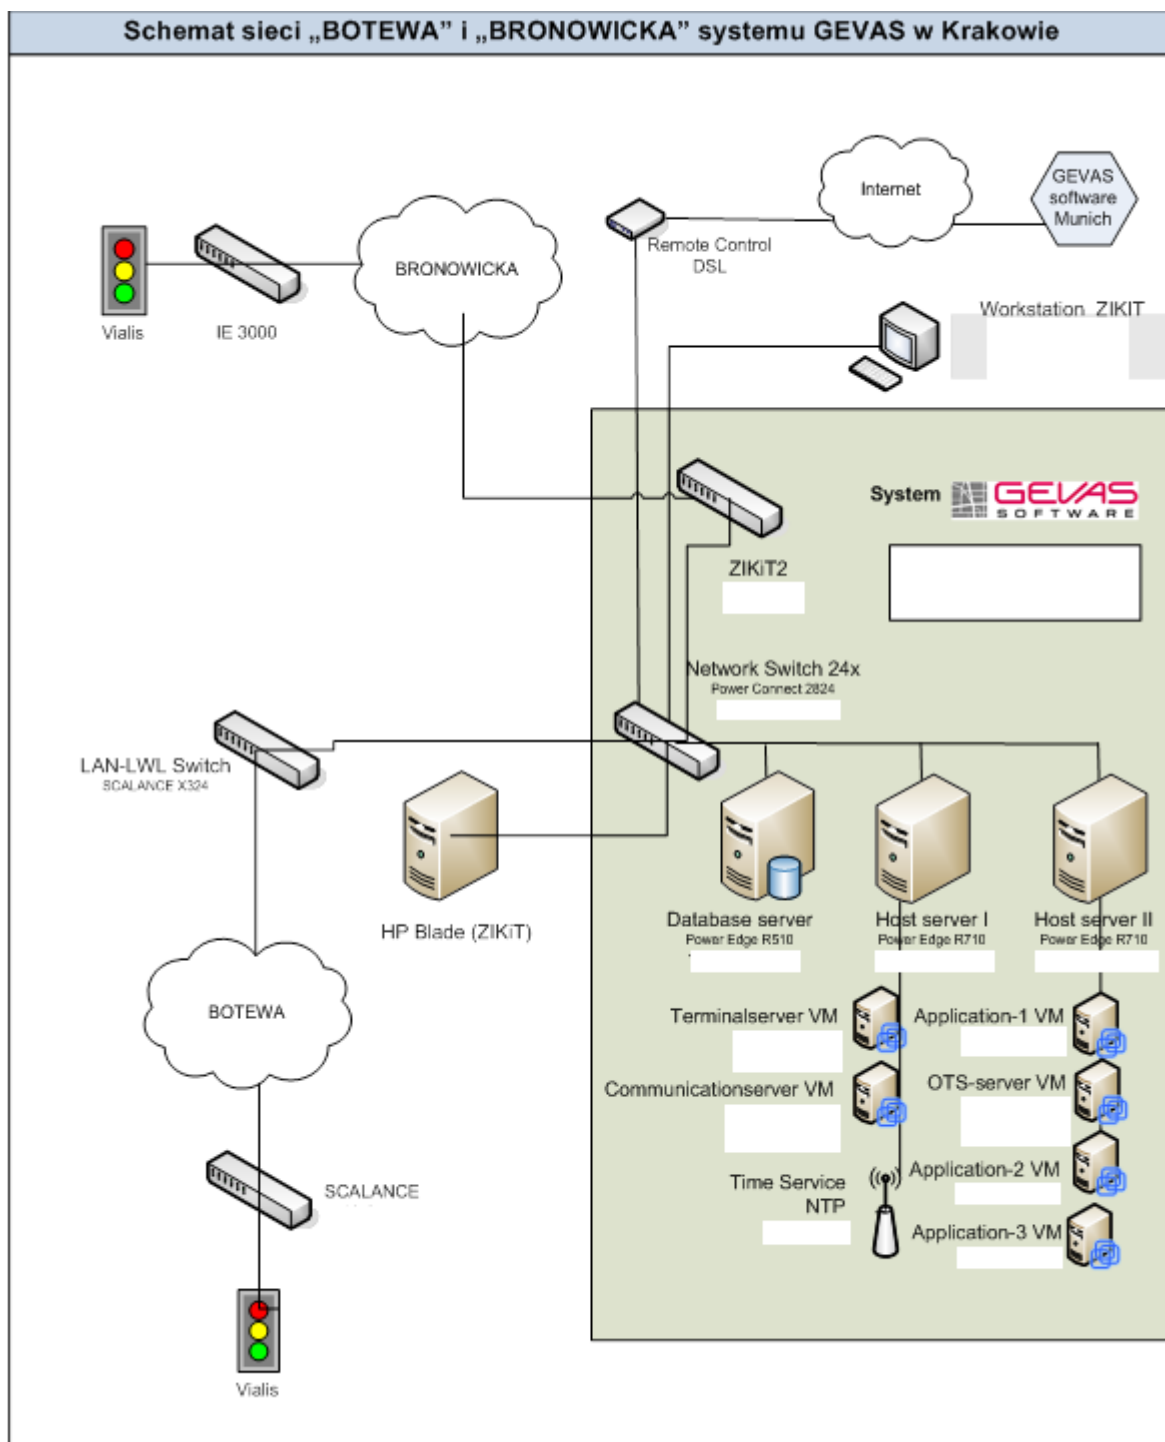 Schemat sieci „BOTEWA” i „BRONOWICKA” systemu GEVAS w Krakowie
Internet
GEVAS
software
Munich
Remote Control
DSL
BRONOWICKA
Vialis
IE 3000
Workstation ZIKIT
System GEVAS
SOFTWARE
ZIKiT2
Network Switch 24x
Power Connect 2824
LAN-LWL Switch
SCALANCE X324
HP Blade (ZIKiT)
Database server
Power Edge R510
Host server I
Power Edge R710
Host server II
Power Edge R710
BOTEWA
Terminalserver VM
Application-1 VM
Communicationserver VM
OTS-server VM
SCALANCE
Time Service
NTP
Application-2 VM
Application-3 VM
Vialis